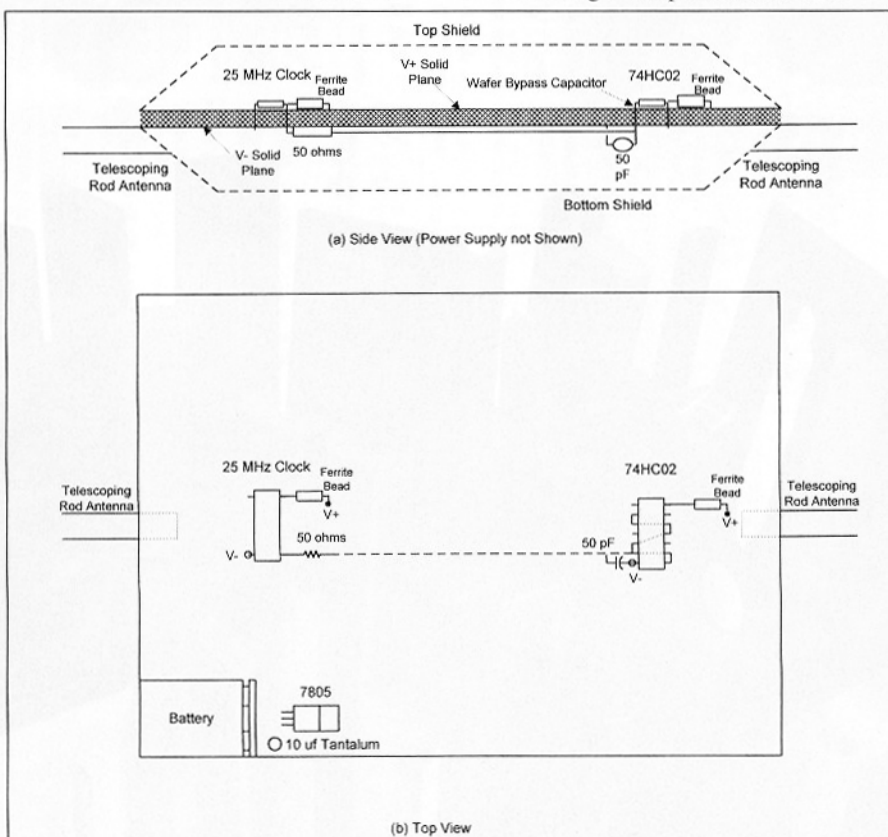 Top Shield
V+ Solid
Plane
25 MHz Clock
Ferrite
Bead
Wafer Bypass Capacitor
74HC02
Ferrite
Bead
V- Solid
Plane
50 ohms
50
pF
Telescoping
Rod Antenna
Telescoping
Rod Antenna
Bottom Shield
(a) Side View (Power Supply not Shown)
25 MHz Clock
Ferrite
Bead
V+
74HC02
Ferrite
Bead
V+
Telescoping
Rod Antenna
Telescoping
Rod Antenna
50 ohms
V-
50 pF
V-
Battery
7805
10 uf Tantalum
(b) Top View